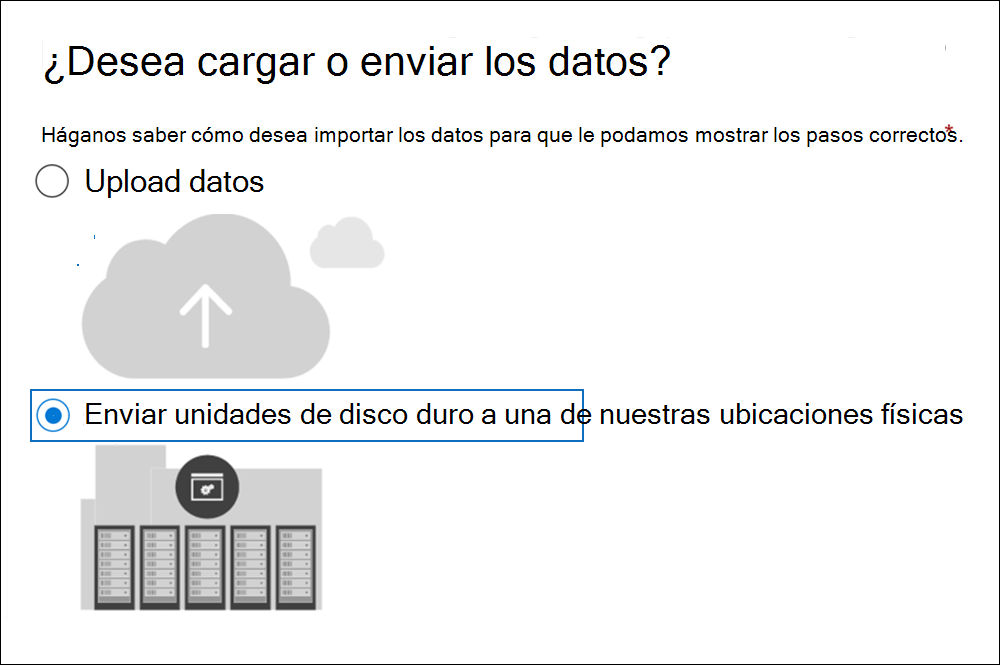 ¿Desea cargar o enviar los datos?
Háganos saber cómo desea importar los datos para que le podamos mostrar los pasos correctos.*
Upload datos
Enviar unidades de disco duro a una de nuestras ubicaciones físicas